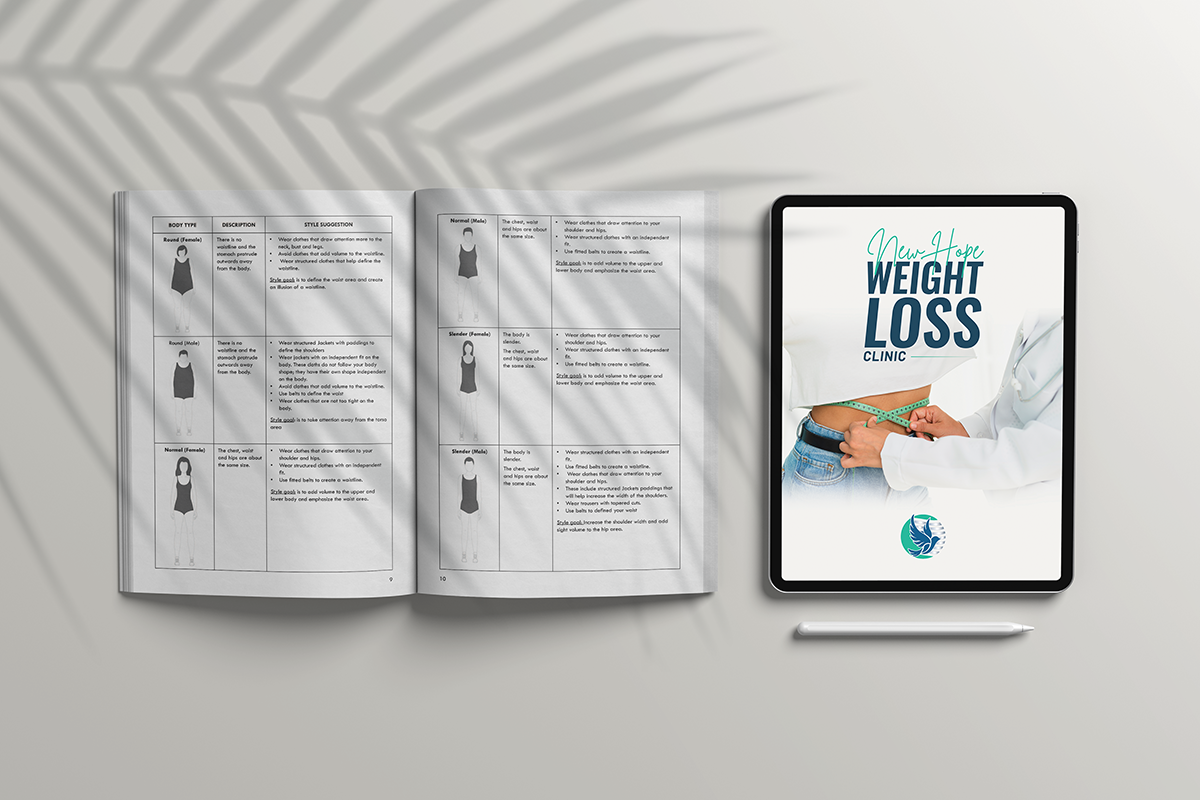 BODY TYPE DESCRIPTION STYLE SUGGESTION
Round (Female)
There is no
waistline and the
stomach protrude
outwards away
from the body.
• Wear clothes that draw attention more to the
neck, bust and legs.
• Avoid clothes that add volume to the waistline.
• Wear structured clothes that help define the
waistline.
Style goal: is to define the waist area and create
an illusion of a waistline.
Round (Male)
There is no
waistline and the
stomach protrude
outwards away
from the body.
• Wear structured Jackets with paddings to
define the shoulders
• Wear jackets with an independent fit on the
body. These cloths do not follow your body
shape; they have their own shape independent
on the body.
• Avoid clothes that add volume to the waistline.
• Use belts to define the waist
• Wear clothes that are not too tight on the
body.
Style goal: is to take attention away from the torso
area
Normal (Female)
The chest, waist
and hips are about
the same size.
• Wear clothes that draw attention to your
shoulder and hips.
• Wear structured clothes with an independent
fit.
• Use fitted belts to create a waistline.
Style goal: is to add volume to the upper and
lower body and emphasize the waist area.
9
Normal (Male)
The chest, waist
and hips are about
the same size.
• Wear clothes that draw attention to your
shoulder and hips.
• Wear structured clothes with an independent
fit.
• Use fitted belts to create a waistline.
Style goal: is to add volume to the upper and
lower body and emphasize the waist area.
Slender (Female)
The body is
slender.
The chest, waist
and hips are about
the same size.
• Wear clothes that draw attention to your
shoulder and hips.
• Wear structured clothes with an independent
fit.
• Use fitted belts to create a waistline.
Style goal: is to add volume to the upper and
lower body and emphasize the waist area.
Slender (Male)
The body is
slender.
The chest, waist
and hips are about
the same size.
• Wear structured clothes with an independent
fit.
• Use fitted belts to create a waistline.
• Wear clothes that draw attention to your
shoulder and hips.
• These include structured Jackets paddings that
will help increase the width of the shoulders.
• Wear trousers with tapered cuts.
• Use belts to defined your waist
Style goal: Increase the shoulder width and add
sight volume to the hip area.
10
New Hope
WEIGHT
LOSS
CLINIC